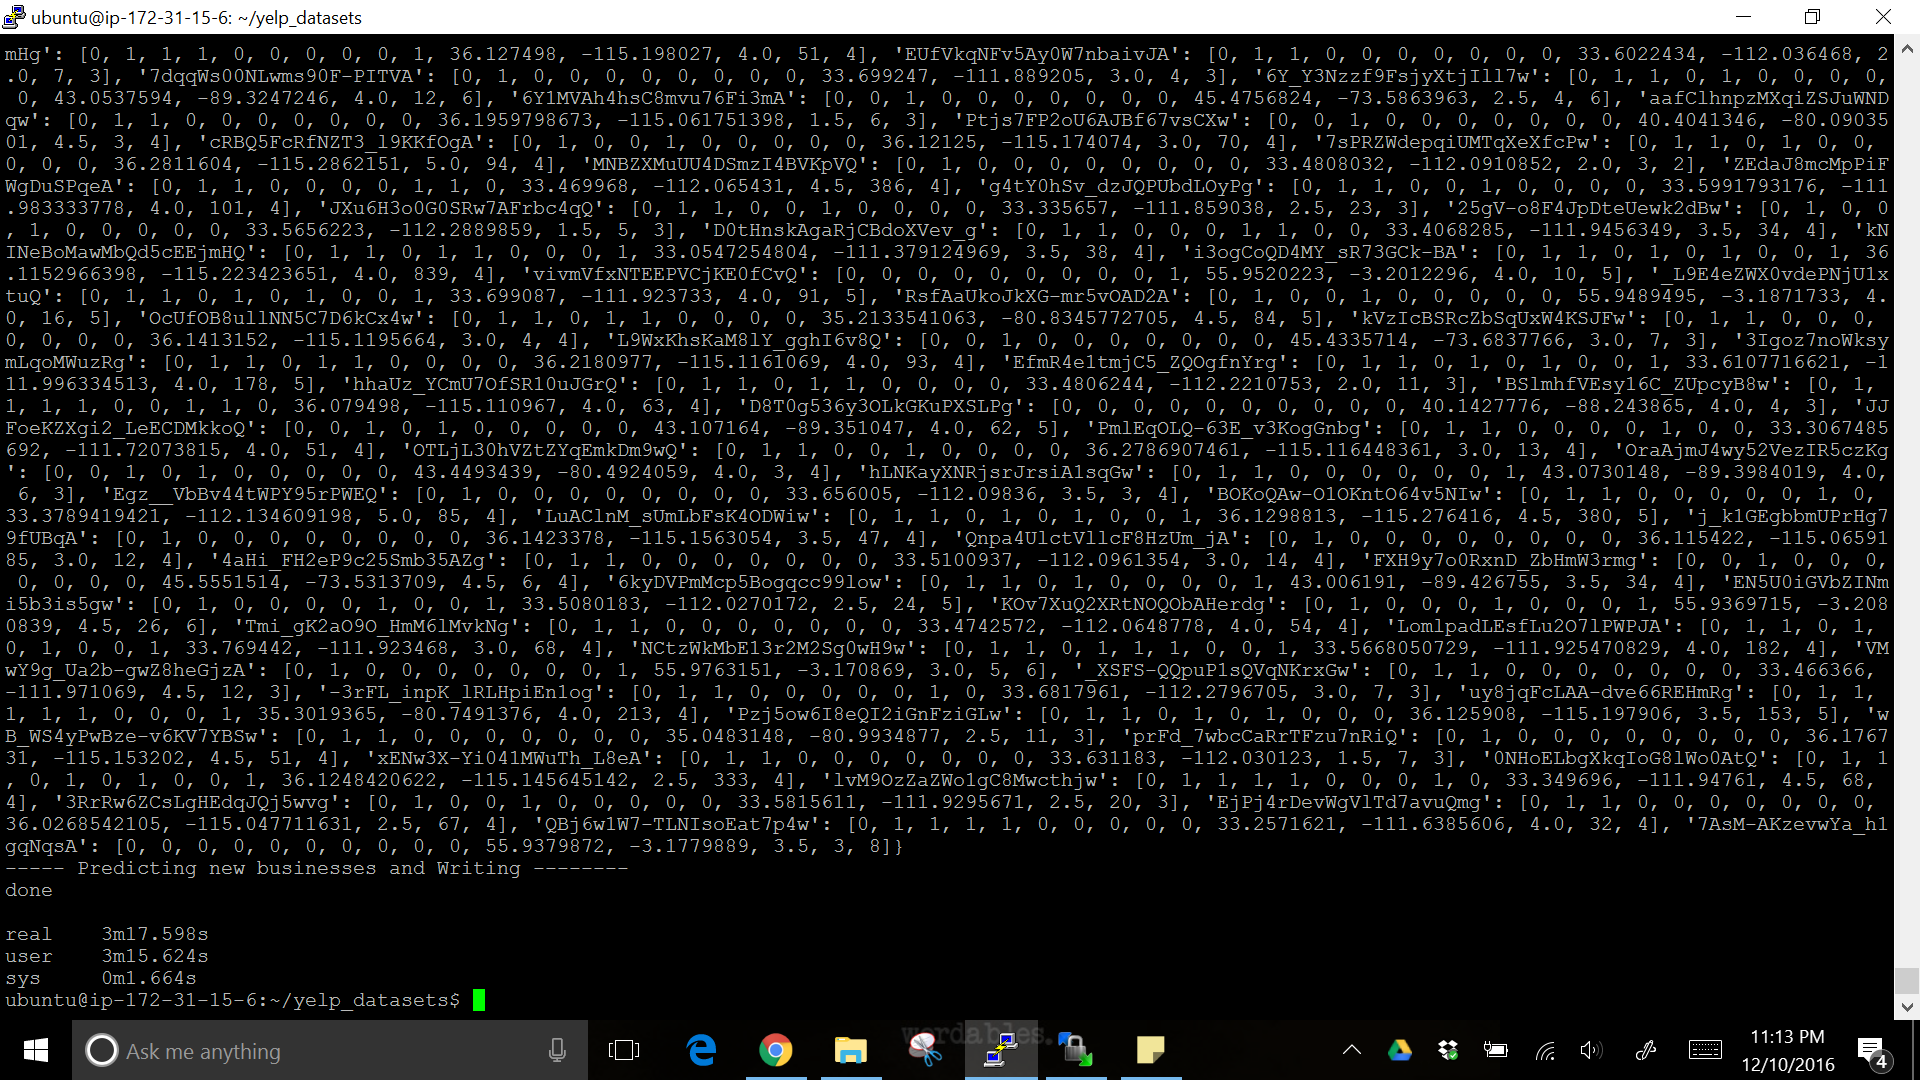 ubuntu@ip-172-31-15-6: ~/yelp_datasets
mHg': [0, 1, 1, 1, 0, 0, 0, 0, 0, 1, 36.127498, -115.198027, 4.0, 51, 4], 'EUfVkqNFv5Ay0W7nbaivJA': [0, 1, 1, 0, 0, 0, 0, 0, 0, 0, 33.6022434, -112.036468, 2
.0, 7, 3], '7dqqWs00NLwms90F-PITVA': [0, 1, 0, 0, 0, 0, 0, 0, 0, 0, 33.699247, -111.889205, 3.0, 4, 3], '6Y_Y3Nzzf9FsjyXtjIll7w': [0, 1, 1, 0, 1, 0, 0, 0, 0,
 0, 43.0537594, -89.3247246, 4.0, 12, 6], '6Y1MVAh4hsC8mvu76Fi3mA': [0, 0, 1, 0, 0, 0, 0, 0, 0, 0, 45.4756824, -73.5863963, 2.5, 4, 6], 'aafClhnpzMXqiZSJuWND
qw': [0, 1, 1, 0, 0, 0, 0, 0, 0, 0, 36.1959798673, -115.061751398, 1.5, 6, 3], 'Ptjs7FP2oU6AJBf67vsCXw': [0, 0, 1, 0, 0, 0, 0, 0, 0, 0, 40.4041346, -80.09035
01, 4.5, 3, 4], 'cRBQ5FcRfNZT3_l9KKfOgA': [0, 1, 0, 0, 1, 0, 0, 0, 0, 0, 36.12125, -115.174074, 3.0, 70, 4], '7sPRZWdepqiUMTqXeXfcPw': [0, 1, 1, 0, 1, 0, 0,
0, 0, 0, 36.2811604, -115.2862151, 5.0, 94, 4], 'MNBZXMuUU4DSmzI4BVKpVQ': [0, 1, 0, 0, 0, 0, 0, 0, 0, 0, 33.4808032, -112.0910852, 2.0, 3, 2], 'ZEdaJ8mcMpPiF
WgDuSPqeA': [0, 1, 1, 0, 0, 0, 0, 1, 1, 0, 33.469968, -112.065431, 4.5, 386, 4], 'g4tY0hSv_dzJQPUbdLOyPg': [0, 1, 1, 0, 0, 1, 0, 0, 0, 0, 33.5991793176, -111
.983333778, 4.0, 101, 4], 'JXu6H3o0G0SRw7AFrbc4qQ': [0, 1, 1, 0, 0, 1, 0, 0, 0, 0, 33.335657, -111.859038, 2.5, 23, 3], '25gV-o8F4JpDteUewk2dBw': [0, 1, 0, 0
, 1, 0, 0, 0, 0, 0, 33.5656223, -112.2889859, 1.5, 5, 3], 'D0tHnskAgaRjCBdoXVev_g': [0, 1, 1, 0, 0, 0, 1, 1, 0, 0, 33.4068285, -111.9456349, 3.5, 34, 4], 'kN
INeBoMawMbQd5cEEjmHQ': [0, 1, 1, 0, 1, 1, 0, 0, 0, 1, 33.0547254804, -111.379124969, 3.5, 38, 4], 'i3ogCoQD4MY_sR73GCk-BA': [0, 1, 1, 0, 1, 0, 1, 0, 0, 1, 36
.1152966398, -115.223423651, 4.0, 839, 4], 'vivmVfxNTEEPVCjKE0fCvQ': [0, 0, 0, 0, 0, 0, 0, 0, 0, 1, 55.9520223, -3.2012296, 4.0, 10, 5], '_L9E4eZWX0vdePNjU1x
tuQ': [0, 1, 1, 0, 1, 0, 1, 0, 0, 1, 33.699087, -111.923733, 4.0, 91, 5], 'RsfAaUkoJkXG-mr5vOAD2A': [0, 1, 0, 0, 1, 0, 0, 0, 0, 0, 55.9489495, -3.1871733, 4.
0, 16, 5], 'OcUfOB8ullNN5C7D6kCx4w': [0, 1, 1, 0, 1, 1, 0, 0, 0, 0, 35.2133541063, -80.8345772705, 4.5, 84, 5], 'kVzIcBSRcZbSqUxW4KSJFw': [0, 1, 1, 0, 0, 0,
0, 0, 0, 0, 36.1413152, -115.1195664, 3.0, 4, 4], 'L9WxKhsKaM8lY_gghI6v8Q': [0, 0, 1, 0, 0, 0, 0, 0, 0, 0, 45.4335714, -73.6837766, 3.0, 7, 3], '3Igoz7noWksy
mLqoMWuzRg': [0, 1, 1, 0, 1, 1, 0, 0, 0, 0, 36.2180977, -115.1161069, 4.0, 93, 4], 'EfmR4eltmjC5_ZQOgfnYrg': [0, 1, 1, 0, 1, 0, 1, 0, 0, 1, 33.6107716621, -1
11.996334513, 4.0, 178, 5], 'hhaUz_YCmU7OfSR10uJGrQ': [0, 1, 1, 0, 1, 1, 0, 0, 0, 0, 33.4806244, -112.2210753, 2.0, 11, 3], 'BSlmhfVEsy16C_ZUpcyB8w': [0, 1,
1, 1, 1, 0, 0, 1, 1, 0, 36.079498, -115.110967, 4.0, 63, 4], 'D8T0g536y3OLkGKuPXSLPg': [0, 0, 0, 0, 0, 0, 0, 0, 0, 0, 40.1427776, -88.243865, 4.0, 4, 3], 'JJ
FoeKZXgi2_LeECDMkkoQ': [0, 0, 1, 0, 1, 0, 0, 0, 0, 0, 43.107164, -89.351047, 4.0, 62, 5], 'PmlEqOLQ-63E_v3KogGnbg': [0, 1, 1, 0, 0, 0, 0, 1, 0, 0, 33.3067485
692, -111.72073815, 4.0, 51, 4], 'OTLjL30hVZtZYqEmkDm9wQ': [0, 1, 1, 0, 0, 1, 0, 0, 0, 0, 36.2786907461, -115.116448361, 3.0, 13, 4], 'OraAjmJ4wy52VezIR5czKg
': [0, 0, 1, 0, 1, 0, 0, 0, 0, 0, 43.4493439, -80.4924059, 4.0, 3, 4], 'hLNKayXNRjsrJrsiAlsqGw': [0, 1, 1, 0, 0, 0, 0, 0, 0, 1, 43.0730148, -89.3984019, 4.0,
 6, 3], 'Egz__VbBv44tWPY95rPWEQ': [0, 1, 0, 0, 0, 0, 0, 0, 0, 0, 33.656005, -112.09836, 3.5, 3, 4], 'BOKoQAw-OlOKntO64v5NIw': [0, 1, 1, 0, 0, 0, 0, 0, 1, 0,
33.3789419421, -112.134609198, 5.0, 85, 4], 'LuAClnM_sUmLbFsK4ODWiw': [0, 1, 1, 0, 1, 0, 1, 0, 0, 1, 36.1298813, -115.276416, 4.5, 380, 5], 'j_k1GEgbbmUPrHg7
9fUBqA': [0, 1, 0, 0, 0, 0, 0, 0, 0, 0, 36.1423378, -115.1563054, 3.5, 47, 4], 'Qnpa4UlctVllcF8HzUm_jA': [0, 1, 0, 0, 0, 0, 0, 0, 0, 0, 36.115422, -115.06591
85, 3.0, 12, 4], '4aHi_FH2eP9c25Smb35AZg': [0, 1, 1, 0, 0, 0, 0, 0, 0, 0, 33.5100937, -112.0961354, 3.0, 14, 4], 'FXH9y7o0RxnD_ZbHmW3rmg': [0, 0, 1, 0, 0, 0,
 0, 0, 0, 0, 45.5551514, -73.5313709, 4.5, 6, 4], '6kyDVPmMcp5Bogqcc99low': [0, 1, 1, 0, 1, 0, 0, 0, 0, 1, 43.006191, -89.426755, 3.5, 34, 4], 'EN5U0iGVbZINm
i5b3is5gw': [0, 1, 0, 0, 0, 0, 1, 0, 0, 1, 33.5080183, -112.0270172, 2.5, 24, 5], 'KOv7XuQ2XRtNOQObAHerdg': [0, 1, 0, 0, 1, 0, 0, 0, 0, 1, 55.9369715, -3.208
0839, 4.5, 26, 6], 'Tmi_gK2aO9O_HmM6lMvkNg': [0, 1, 1, 0, 0, 0, 0, 0, 0, 0, 33.4742572, -112.0648778, 4.0, 54, 4], 'LomlpadLEsfLu2O7lPWPJA': [0, 1, 1, 0, 1,
0, 1, 0, 0, 1, 33.769442, -111.923468, 3.0, 68, 4], 'NCtzWkMbE13r2M2Sg0wH9w': [0, 1, 1, 0, 1, 1, 1, 0, 0, 1, 33.5668050729, -111.925470829, 4.0, 182, 4], 'VM
wY9g_Ua2b-gwZ8heGjzA': [0, 1, 0, 0, 0, 0, 0, 0, 0, 1, 55.9763151, -3.170869, 3.0, 5, 6], '_XSFS-QQpuP1sQVqNKrxGw': [0, 1, 1, 0, 0, 0, 0, 0, 0, 0, 33.466366,
-111.971069, 4.5, 12, 3], '-3rFL_inpK_lRLHpiEn1og': [0, 1, 1, 0, 0, 0, 0, 0, 1, 0, 33.6817961, -112.2796705, 3.0, 7, 3], 'uy8jqFcLAA-dve66REHmRg': [0, 1, 1,
1, 1, 1, 0, 0, 0, 1, 35.3019365, -80.7491376, 4.0, 213, 4], 'Pzj5ow6I8eQI2iGnFziGLw': [0, 1, 1, 0, 1, 0, 1, 0, 0, 0, 36.125908, -115.197906, 3.5, 153, 5], 'w
B_WS4yPwBze-v6KV7YBSw': [0, 1, 1, 0, 0, 0, 0, 0, 0, 0, 35.0483148, -80.9934877, 2.5, 11, 3], 'prFd_7wbcCaRrTFzu7nRiQ': [0, 1, 0, 0, 0, 0, 0, 0, 0, 0, 36.1767
31, -115.153202, 4.5, 51, 4], 'xENw3X-Yi04lMWuTh_L8eA': [0, 1, 1, 0, 0, 0, 0, 0, 0, 0, 33.631183, -112.030123, 1.5, 7, 3], '0NHoELbgXkqIoG8lWo0AtQ': [0, 1, 1
, 0, 1, 0, 1, 0, 0, 1, 36.1248420622, -115.145645142, 2.5, 333, 4], 'lvM9OzZaZWo1gC8Mwcthjw': [0, 1, 1, 1, 1, 0, 0, 0, 1, 0, 33.349696, -111.94761, 4.5, 68,
4], '3RrRw6ZCsLgHEdqJQj5wvg': [0, 1, 0, 0, 1, 0, 0, 0, 0, 0, 33.5815611, -111.9295671, 2.5, 20, 3], 'EjPj4rDevWgVlTd7avuQmg': [0, 1, 1, 0, 0, 0, 0, 0, 0, 0,
36.0268542105, -115.047711631, 2.5, 67, 4], 'QBj6w1W7-TLNIsoEat7p4w': [0, 1, 1, 1, 1, 0, 0, 0, 0, 0, 33.2571621, -111.6385606, 4.0, 32, 4], '7AsM-AKzevwYa_h1
gqNqsA': [0, 0, 0, 0, 0, 0, 0, 0, 0, 0, 55.9379872, -3.1779889, 3.5, 3, 8]}
----- Predicting new businesses and Writing --------
done
real 3m17.598s
user 3m15.624s
sys 0m1.664s
ubuntu@ip-172-31-15-6:~/yelp_datasets$
wordables.
Ask me anything
11:13 PM
12/10/2016
4